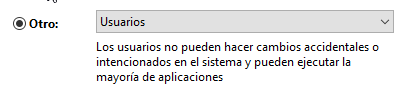 Otro: Usuarios
Los usuarios no pueden hacer cambios accidentales o
intencionados en el sistema y pueden ejecutar la
mayoría de aplicaciones